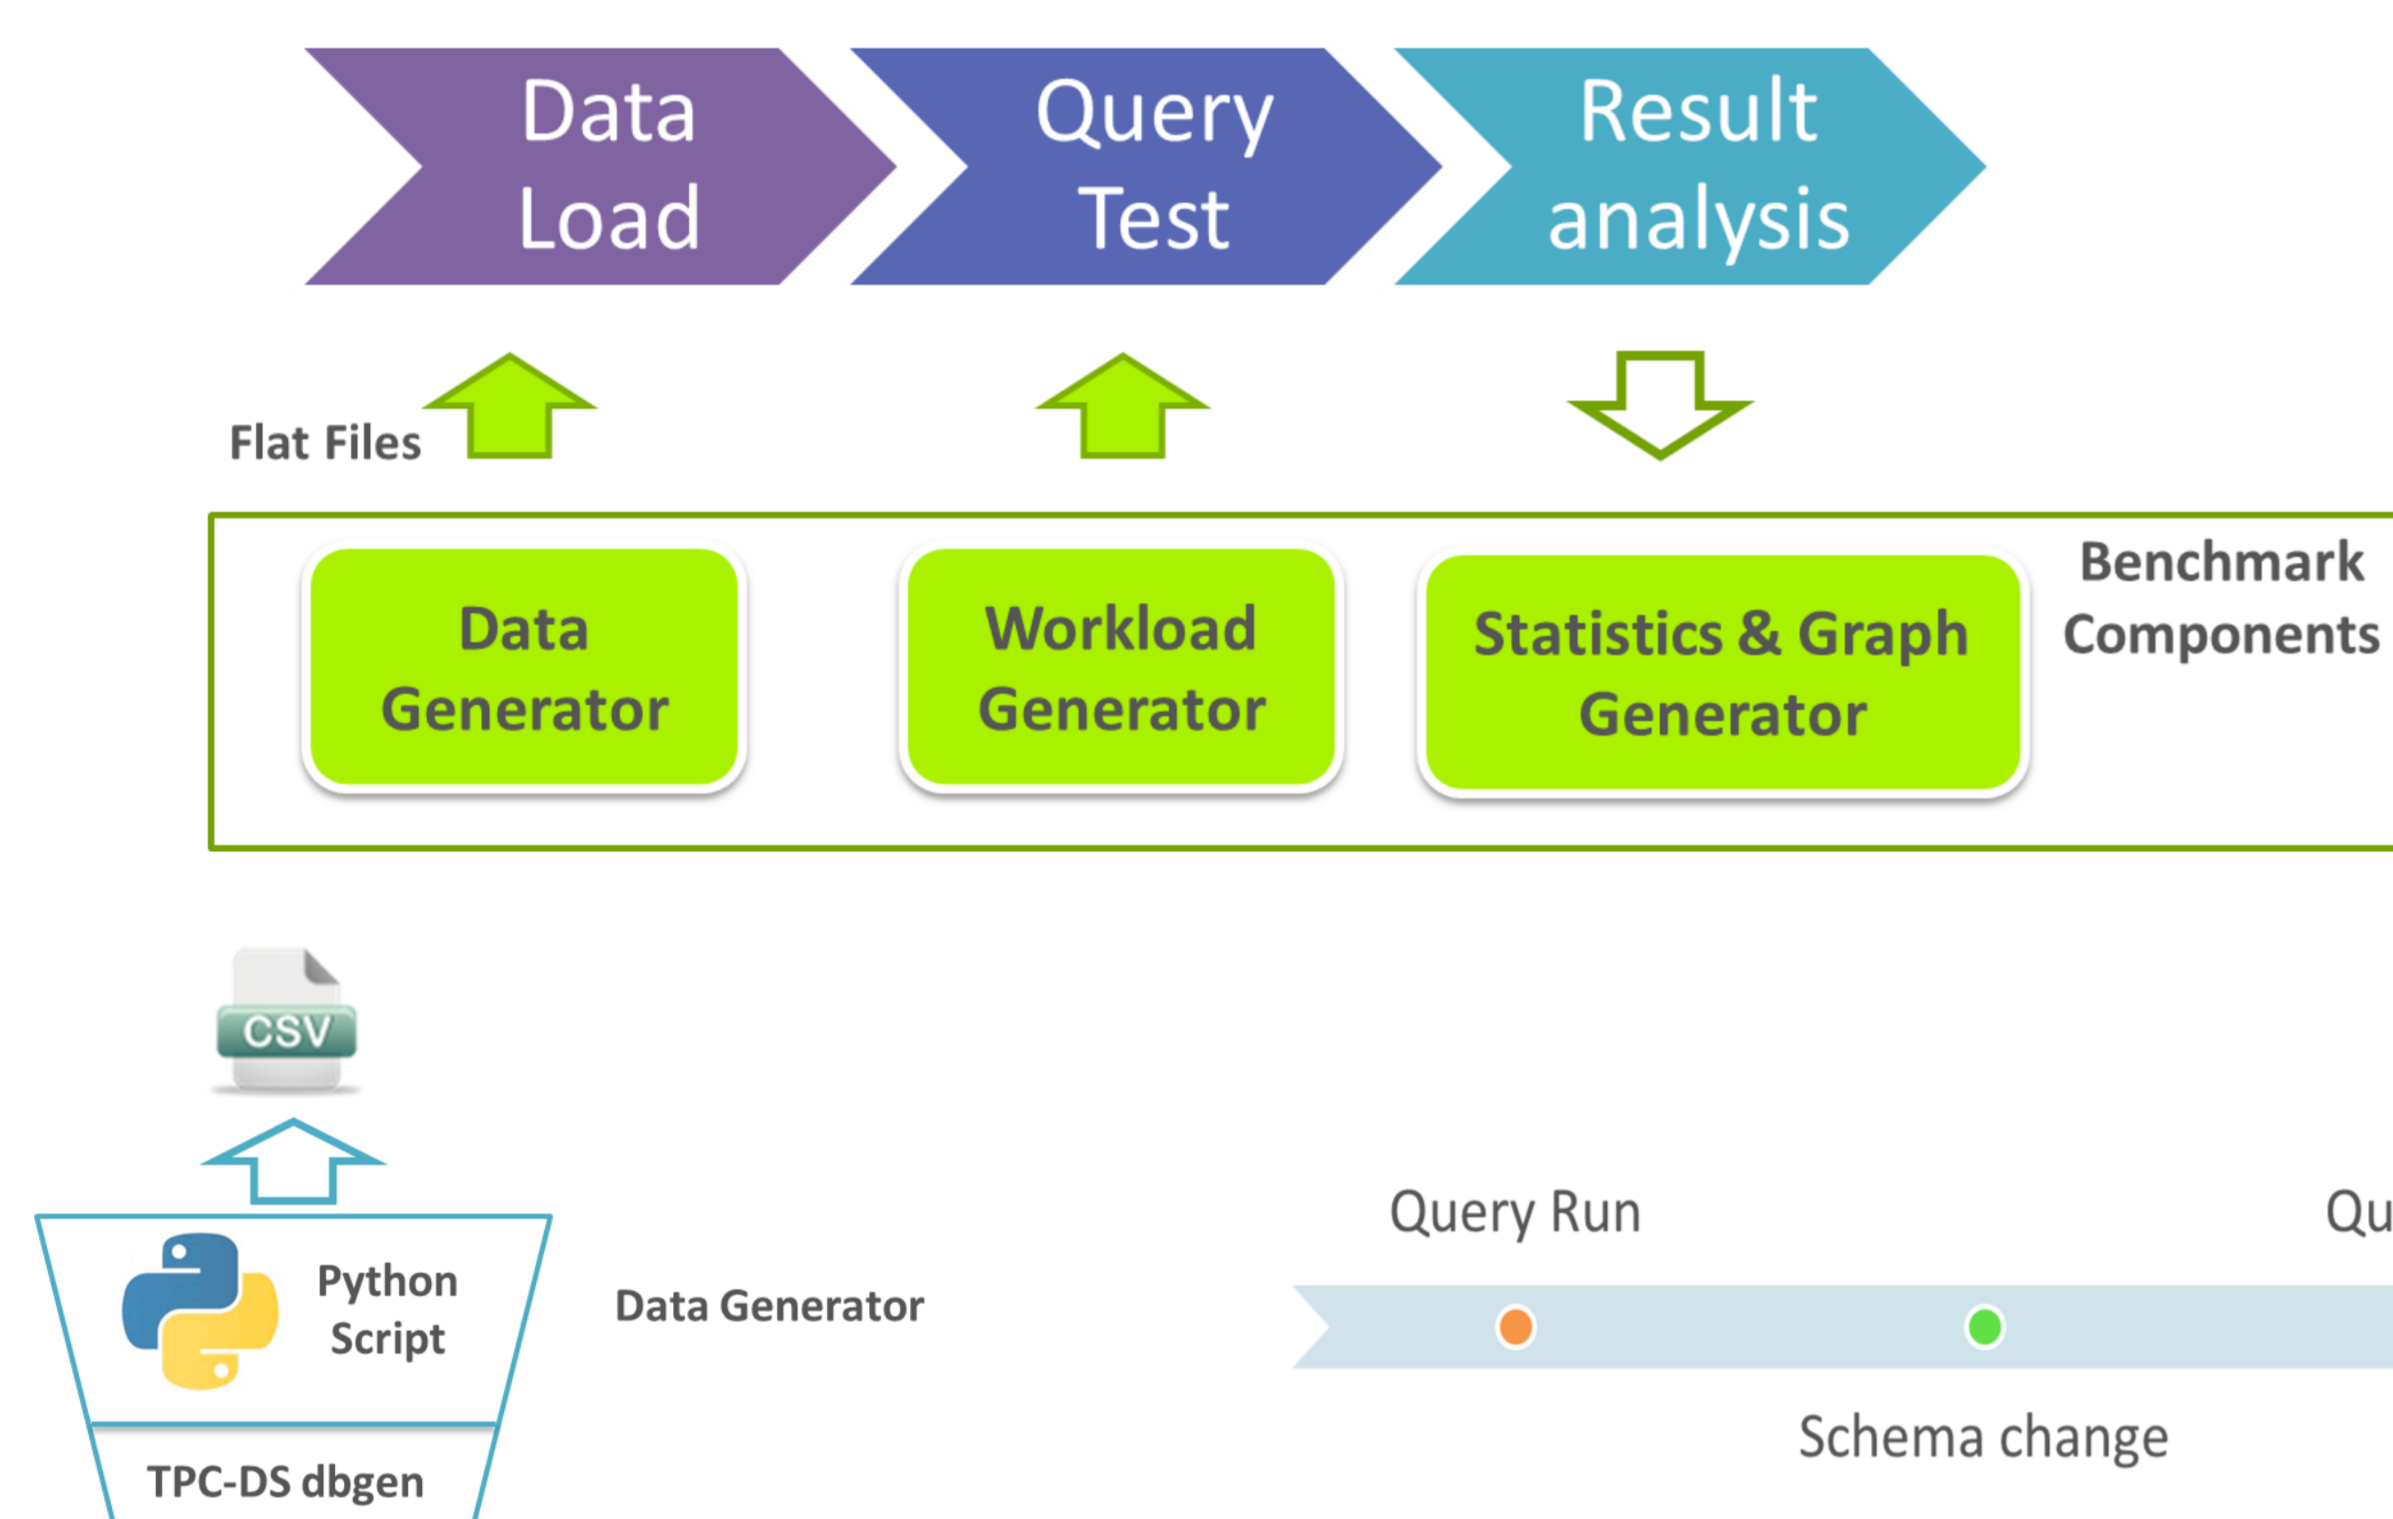 Data
Load
Query
Test
Result
analysis
Flat Files
Data
Generator
Workload
Generator
Statistics & Graph
Generator
Benchmark
Components
CSV
Python
Script
TPC-DS dbgen
Data Generator
Query Run
Schema change